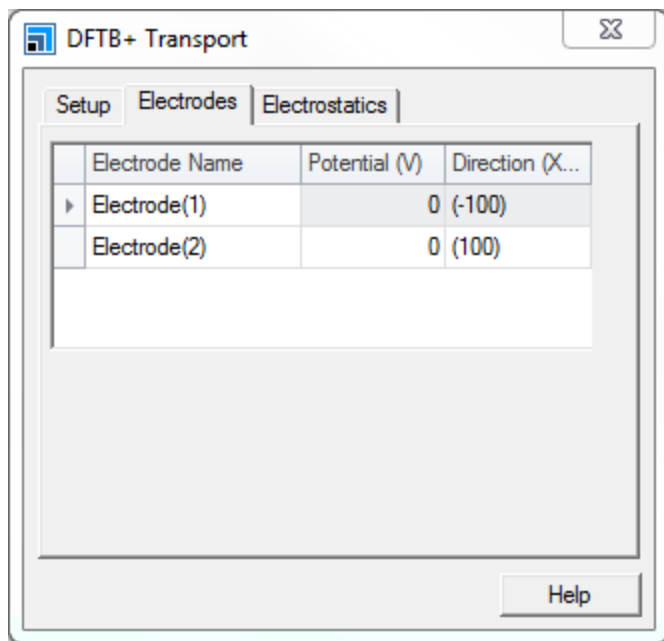 DFTB+ Transport
Setup Electrodes Electrostatics
Electrode Name Potential (V) Direction (X...
Electrode(1) 0 (-100)
Electrode(2) 0 (100)
Help